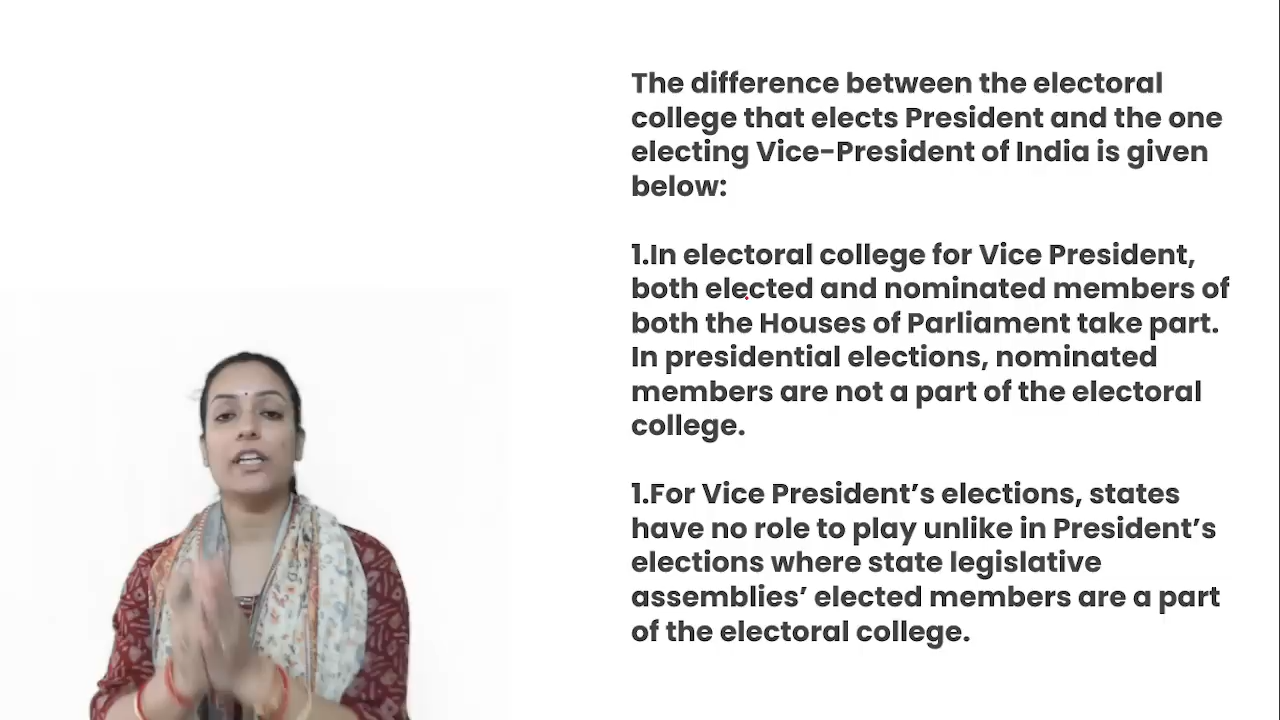 The difference between the electoral
college that elects President and the one
electing Vice-President of India is given
below:
1.In electoral college for Vice President,
both elected and nominated members of
both the Houses of Parliament take part.
In presidential elections, nominated
members are not a part of the electoral
college.
1.For Vice President’s elections, states
have no role to play unlike in President’s
elections where state legislative
assemblies’ elected members are a part
of the electoral college.